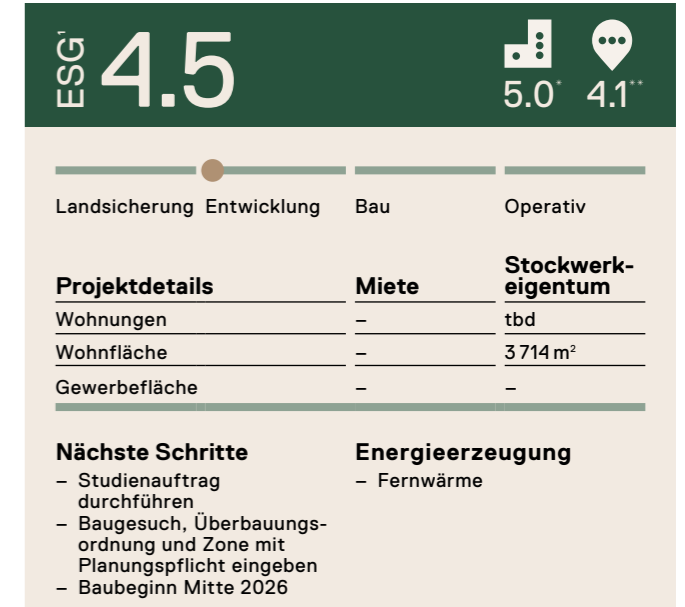 ESG¹ 4.5
5.0* 4.1**
Landsicherung Entwicklung Bau Operativ
Projektdetails Miete Stockwerk-
eigentum
Wohnungen – tbd
Wohnfläche – 3 714 m²
Gewerbefläche – –
Nächste Schritte
– Studienauftrag
durchführen
– Baugesuch, Überbauungs-
ordnung und Zone mit
Planungspflicht eingeben
– Baubeginn Mitte 2026
Energieerzeugung
– Fernwärme